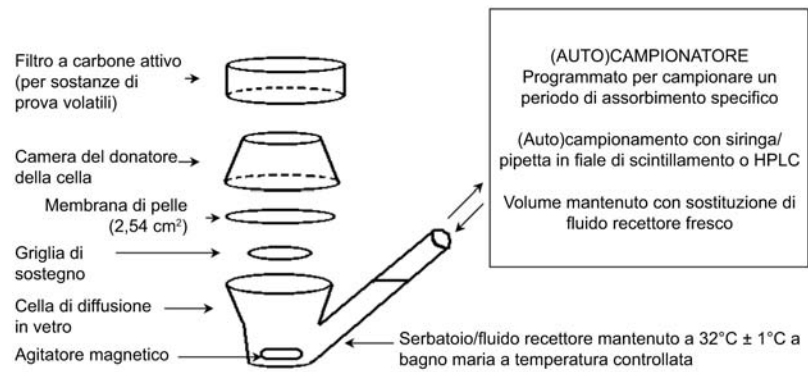 Filtro a carbone attivo
(per sostanze di
prova volatili)
Camera del donatore
della cella
Membrana di pelle
(2,54 cm²)
Griglia di
sostegno
Cella di diffusione
in vetro
Agitatore magnetico
(AUTO)CAMPIONATORE
Programmato per campionare un
periodo di assorbimento specifico
(Auto)campionamento con siringa/
pipetta in fiale di scintillamento o HPLC
Volume mantenuto con sostituzione di
fluido recettore fresco
Serbatoio/fluido recettore mantenuto a 32°C ± 1°C a
bagno maria a temperatura controllata